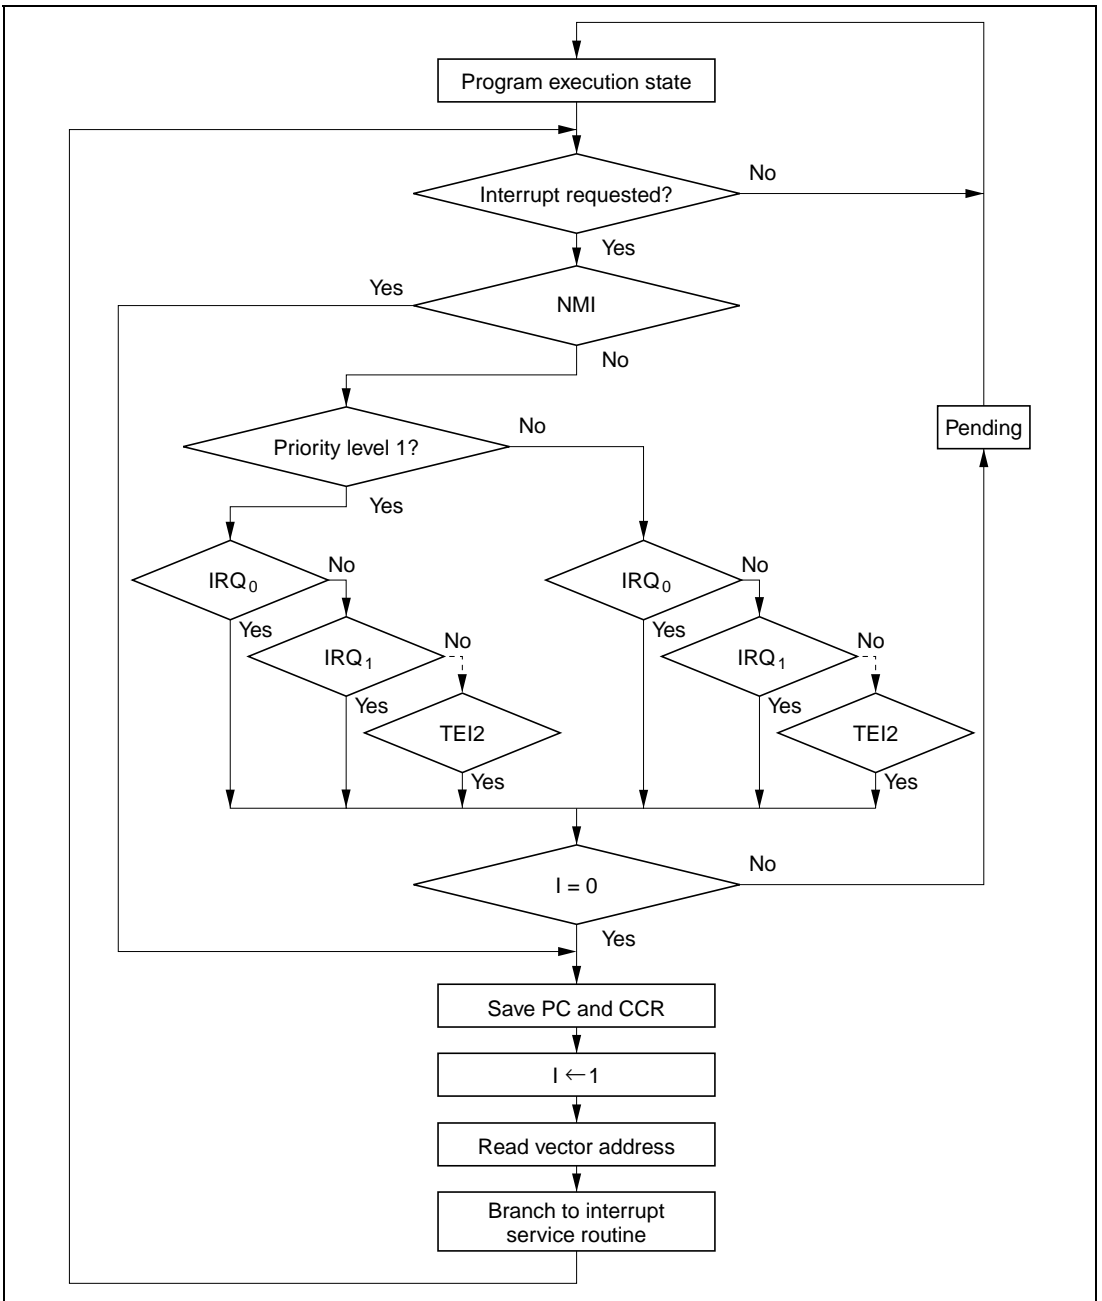 Program execution state
Interrupt requested?
No
Yes
Yes
NMI
No
Pending
Priority level 1?
No
Yes
IRQ0
No
Yes
IRQ1
No
Yes
TEI2
Yes
IRQ0
No
Yes
IRQ1
No
Yes
TEI2
Yes
I = 0
No
Yes
Save PC and CCR
I ←1
Read vector address
Branch to interrupt
service routine